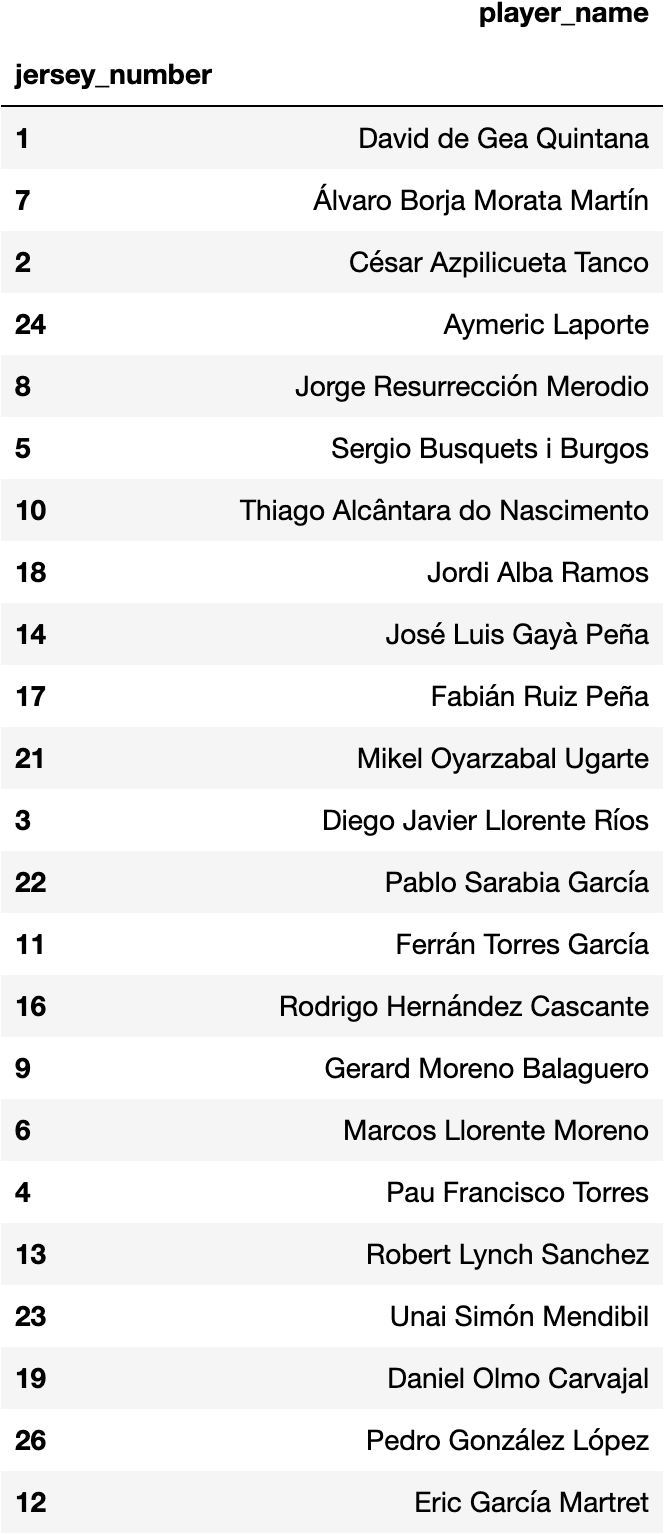 player_name
jersey_number
1 David de Gea Quintana
7 Álvaro Borja Morata Martín
2 César Azpilicueta Tanco
24 Aymeric Laporte
8 Jorge Resurrección Merodio
5 Sergio Busquets i Burgos
10 Thiago Alcântara do Nascimento
18 Jordi Alba Ramos
14 José Luis Gayà Peña
17 Fabián Ruiz Peña
21 Mikel Oyarzabal Ugarte
3 Diego Javier Llorente Ríos
22 Pablo Sarabia García
11 Ferrán Torres García
16 Rodrigo Hernández Cascante
9 Gerard Moreno Balaguero
6 Marcos Llorente Moreno
4 Pau Francisco Torres
13 Robert Lynch Sanchez
23 Unai Simón Mendibil
19 Daniel Olmo Carvajal
26 Pedro González López
12 Eric García Martret